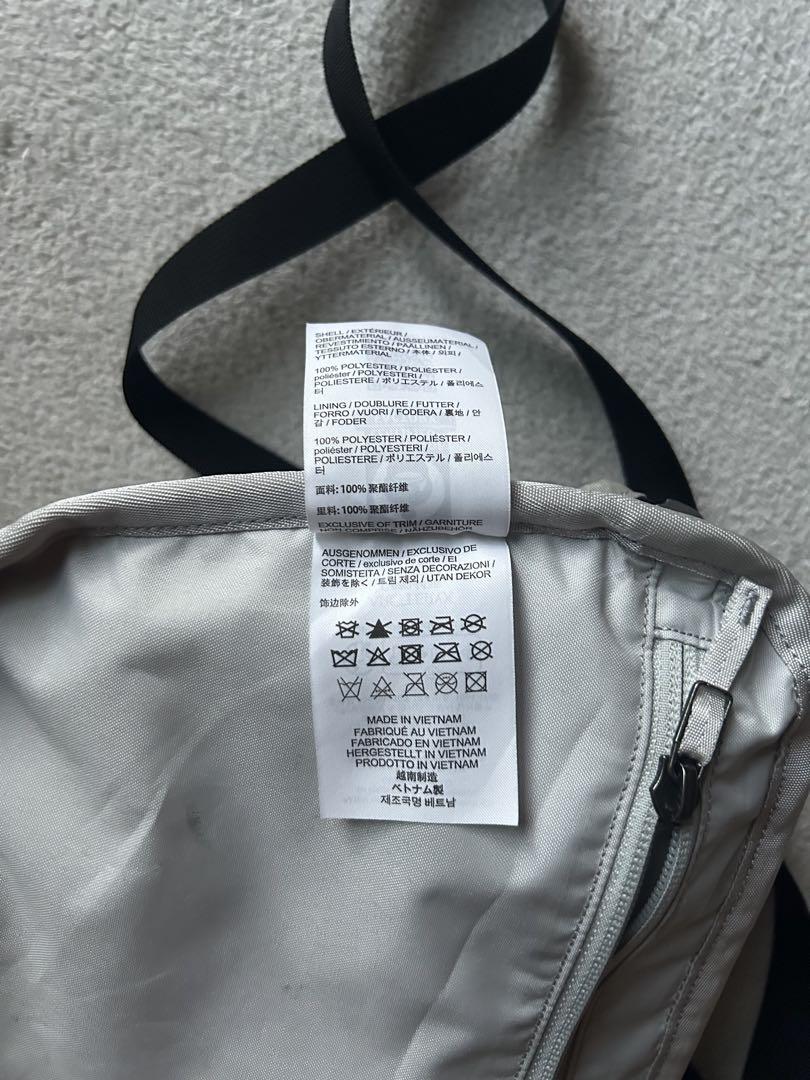 SHELL / EXTÉRIEUR /
OBERMATERIAL / AUSSEUMATERIAL /
REVESTIMIENTO / PÄÄLLINEN /
TESSUTO ESTERNO / 本体 / 외피 /
YTTERMATERIAL
100% POLYESTER / POLIÉSTER /
poliéster / POLYESTERI /
POLIESTERE / ポリエステル / 폴리에스
터
LINING / DOUBLURE / FUTTER /
FORRO / VUORI / FODERA / 裏地 / 안
감 / FODER
100% POLYESTER / POLIÉSTER /
poliéster / POLYESTERI /
POLIESTERE / ポリエステル / 폴리에스
터
面料: 100% 聚酯纤维
里料: 100% 聚酯纤维
EXCLUSIVE OF TRIM / GARNITURE
NON COMPRISE / NÄHZUBEHÖR
AUSGENOMMEN / EXCLUSIVO DE
CORTE / exclusivo de corte / EI
SOMISTEITA / SENZA DECORAZIONI /
装飾を除く / 트림 제외 / UTAN DEKOR
饰边除外
MADE IN VIETNAM
FABRIQUÉ AU VIETNAM
FABRICADO EN VIETNAM
HERGESTELLT IN VIETNAM
PRODOTTO IN VIETNAM
越南制造
ベトナム製
제조국명 베트남